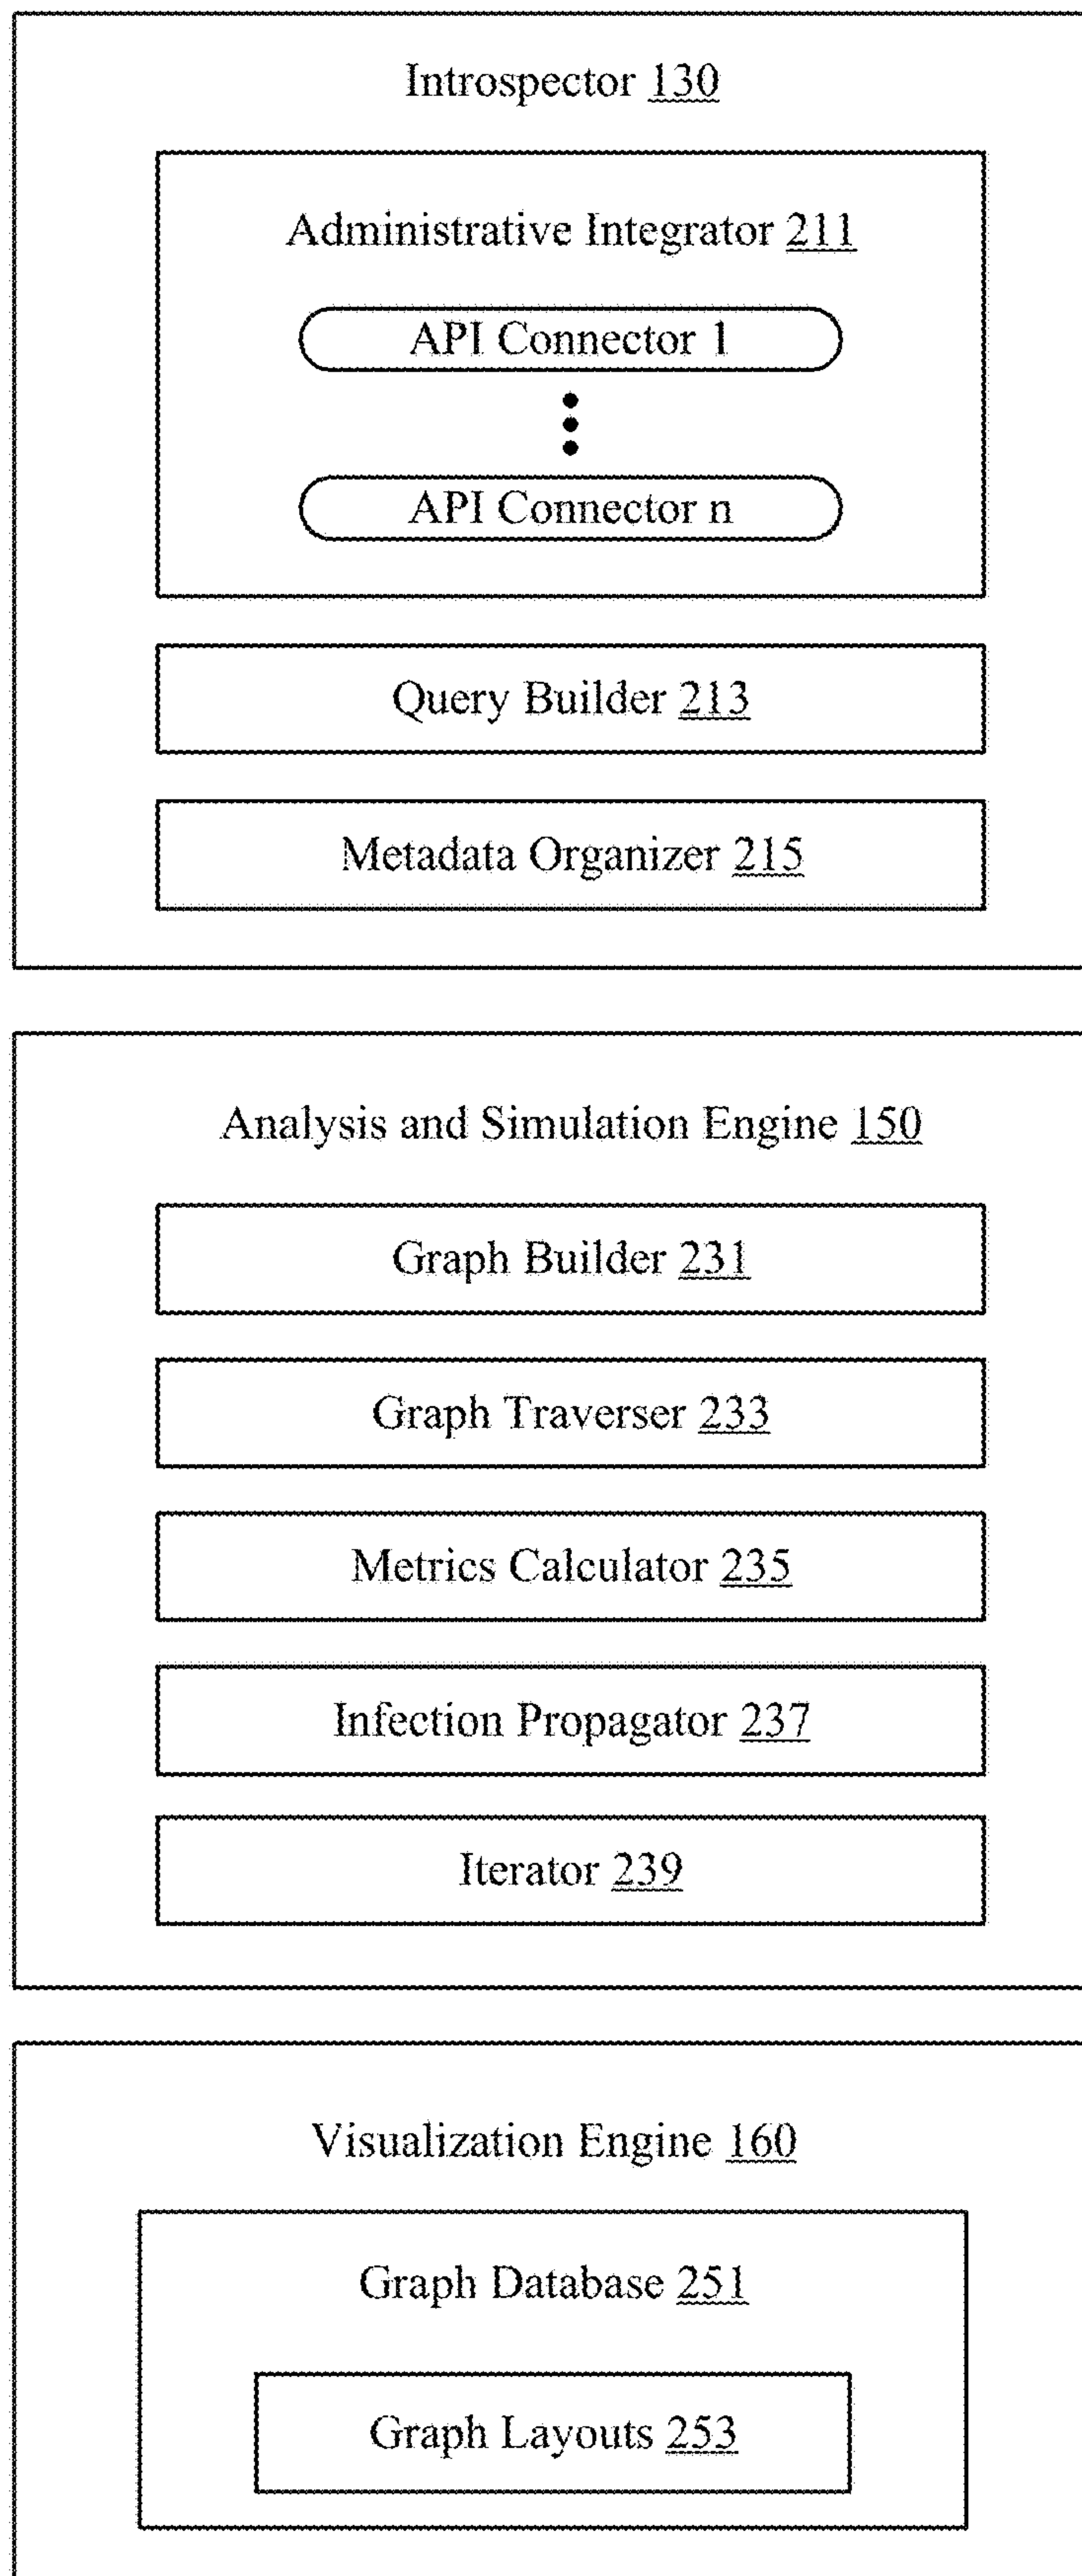 Introspector 130
Administrative Integrator 211
API Connector 1
API Connector n
Query Builder 213
Metadata Organizer 215
Analysis and Simulation Engine 150
Graph Builder 231
Graph Traverser 233
Metrics Calculator 235
Infection Propagator 237
Iterator 239
Visualization Engine 160
Graph Database 251
Graph Layouts 253